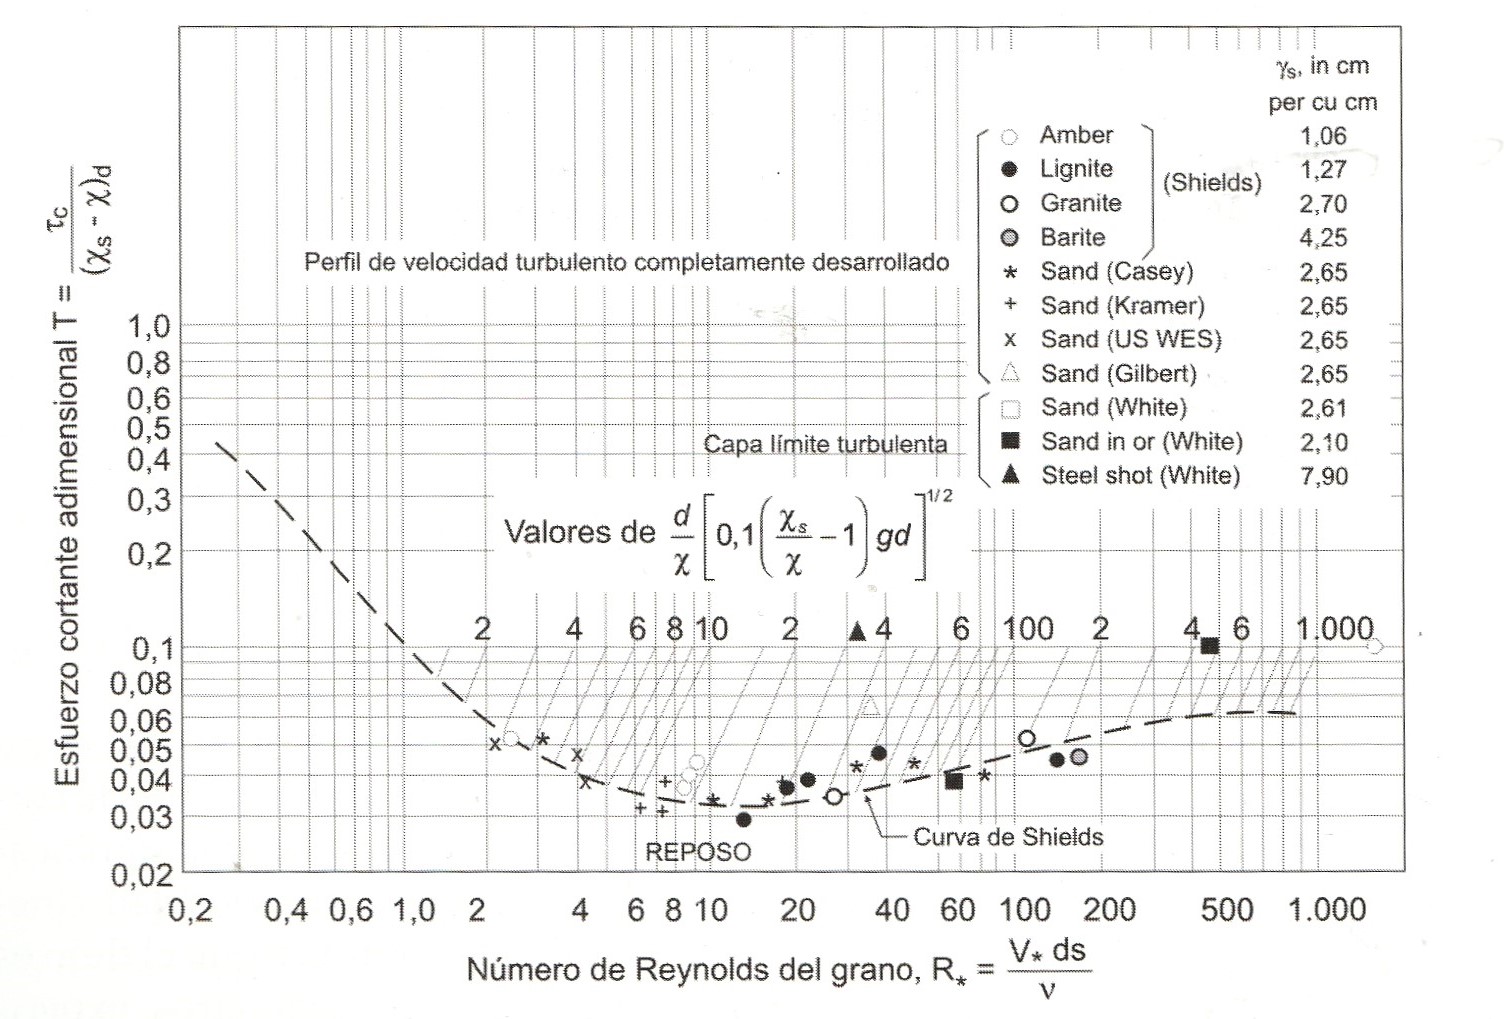 γs, in cm
per cu cm
Amber 1,06
Lignite 1,27
(Shields)
Granite 2,70
Barite 4,25
Sand (Casey) 2,65
Sand (Kramer) 2,65
Sand (US WES) 2,65
Sand (Gilbert) 2,65
Sand (White) 2,61
Sand in or (White) 2,10
Steel shot (White) 7,90
Perfil de velocidad turbulento completamente desarrollado
Capa límite turbulenta
Valores de d/χ [0,1(χs/χ – 1) gd]^1/2
Esfuerzo cortante adimensional T = τc/(χs - χ)d
1,0
0,8
0,6
0,5
0,4
0,3
0,2
0,1
0,08
0,06
0,05
0,04
0,03
0,02
2 4 6 8 10 2 4 6 100 2 4 6 1.000
Curva de Shields
REPOSO
0,2 0,4 0,6 1,0 2 4 6 8 10 20 40 60 100 200 500 1.000
Número de Reynolds del grano, R* = V* ds/ν